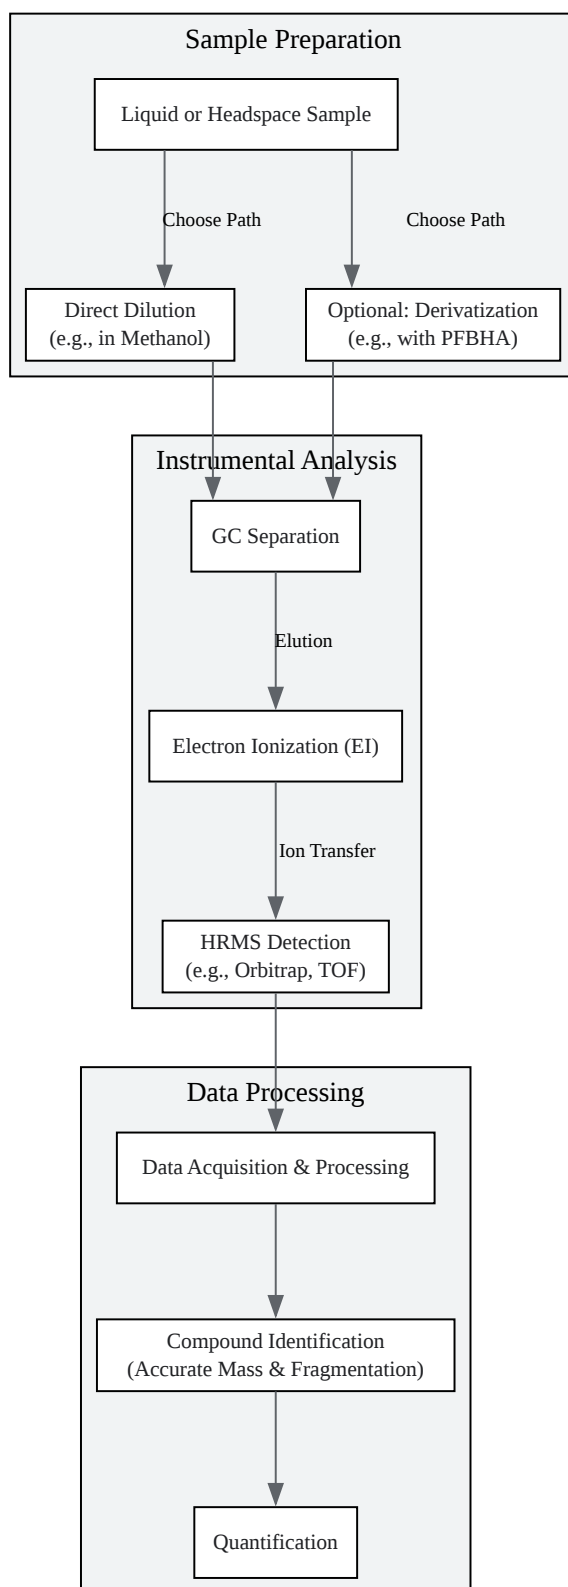 Sample Preparation
Liquid or Headspace Sample
Choose Path
Choose Path
Direct Dilution
(e.g., in Methanol)
Optional: Derivatization
(e.g., with PFBHA)
Instrumental Analysis
GC Separation
Elution
Electron Ionization (EI)
Ion Transfer
HRMS Detection
(e.g., Orbitrap, TOF)
Data Processing
Data Acquisition & Processing
Compound Identification
(Accurate Mass & Fragmentation)
Quantification